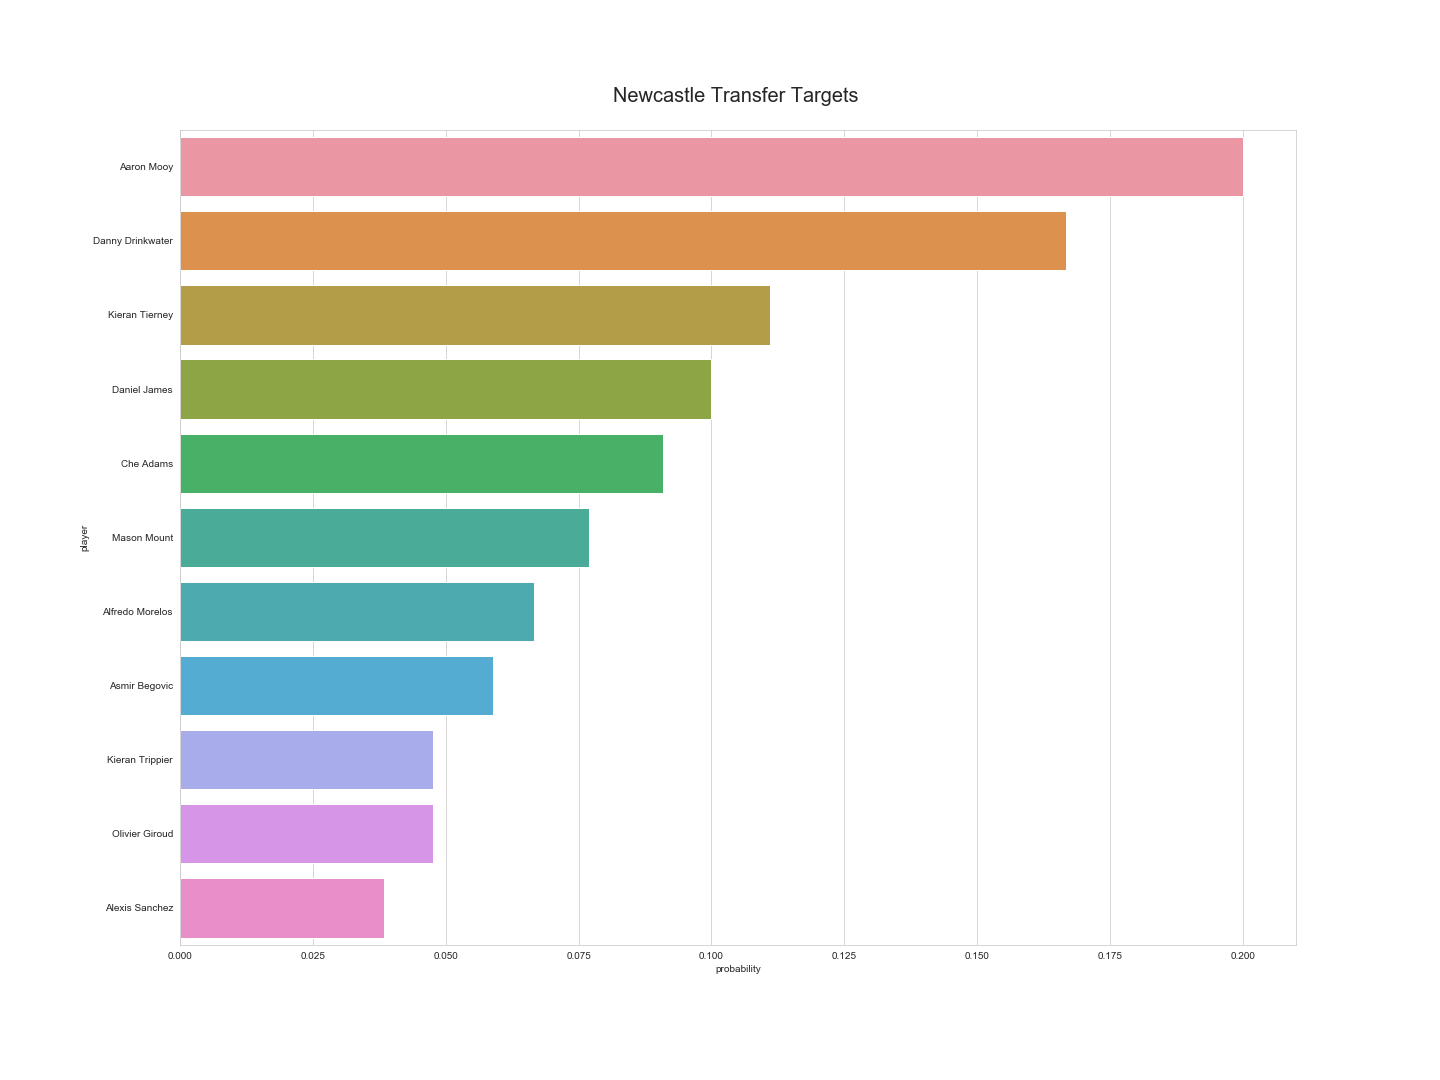 Newcastle Transfer Targets
Aaron Mooy
Danny Drinkwater
Kieran Tierney
Daniel James
Che Adams
Mason Mount
Alfredo Morelos
Asmir Begovic
Kieran Trippier
Olivier Giroud
Alexis Sanchez
player
0.000 0.025 0.050 0.075 0.100 0.125 0.150 0.175 0.200
probability